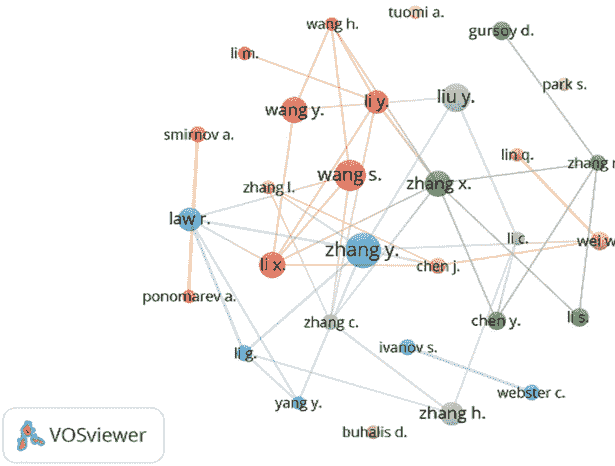 tuomi a.
wang h.
gursoy d.
li m.
park s.
liu y.
li y.
wang y.
smirnov a.
lin q.
zhang r
wang s.
zhang x.
zhang l.
law r.
li c.
wei w
zhang y.
li x.
chen j.
ponomarev a.
li s.
chen y.
zhang c.
ivanov s.
li g.
webster c.
yang y.
zhang h.
buhalis d.
VOSviewer